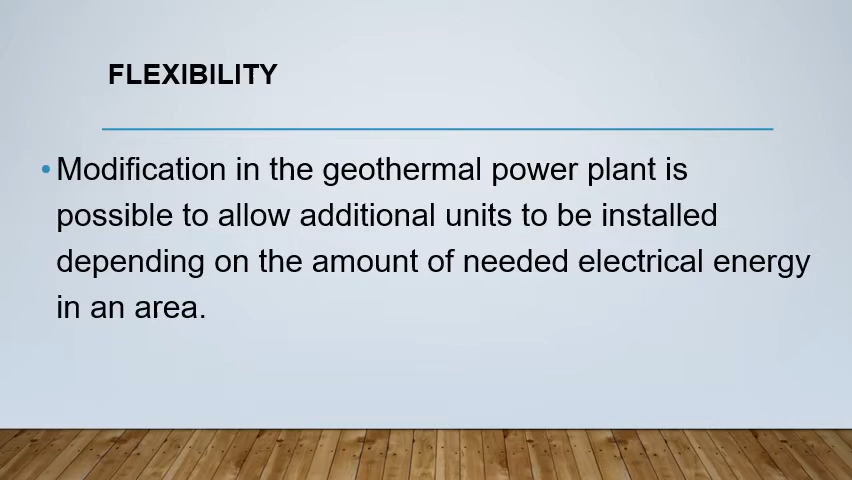 FLEXIBILITY
• Modification in the geothermal power plant is
possible to allow additional units to be installed
depending on the amount of needed electrical energy
in an area.